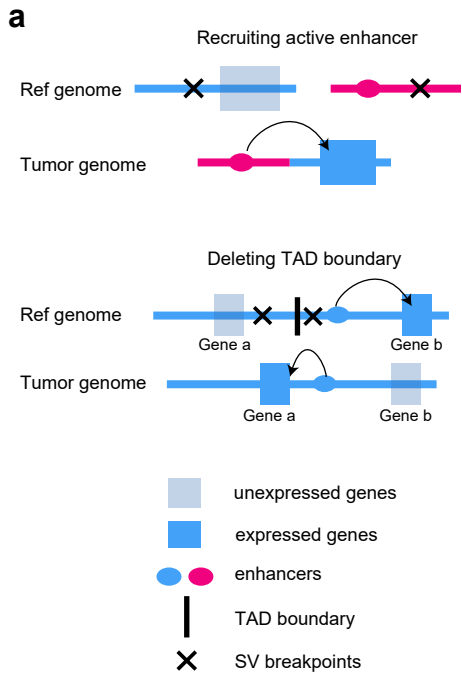 a
Recruiting active enhancer
Ref genome
Tumor genome
Deleting TAD boundary
Ref genome
Gene a
Gene b
Tumor genome
Gene a
Gene b
unexpressed genes
expressed genes
enhancers
TAD boundary
SV breakpoints